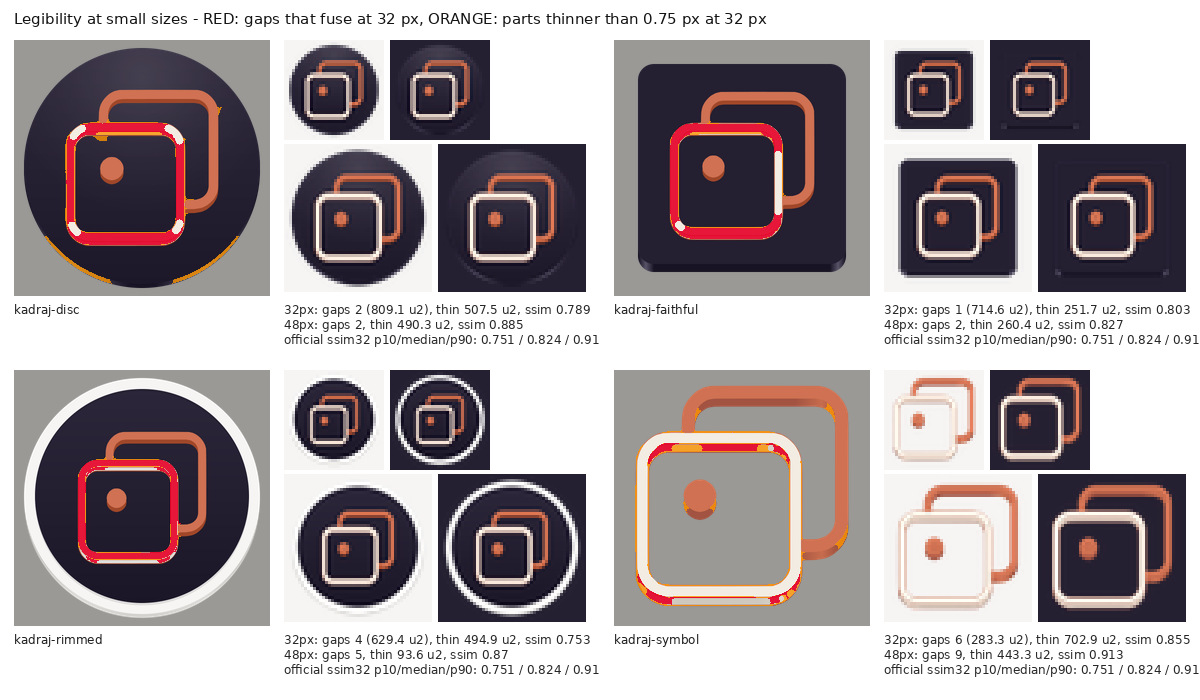 Legibility at small sizes - RED: gaps that fuse at 32 px, ORANGE: parts thinner than 0.75 px at 32 px
kadraj-disc
32px: gaps 2 (809.1 u2), thin 507.5 u2, ssim 0.789
48px: gaps 2, thin 490.3 u2, ssim 0.885
official ssim32 p10/median/p90: 0.751 / 0.824 / 0.91
kadraj-faithful
32px: gaps 1 (714.6 u2), thin 251.7 u2, ssim 0.803
48px: gaps 2, thin 260.4 u2, ssim 0.827
official ssim32 p10/median/p90: 0.751 / 0.824 / 0.91
kadraj-rimmed
32px: gaps 4 (629.4 u2), thin 494.9 u2, ssim 0.753
48px: gaps 5, thin 93.6 u2, ssim 0.87
official ssim32 p10/median/p90: 0.751 / 0.824 / 0.91
kadraj-symbol
32px: gaps 6 (283.3 u2), thin 702.9 u2, ssim 0.855
48px: gaps 9, thin 443.3 u2, ssim 0.913
official ssim32 p10/median/p90: 0.751 / 0.824 / 0.91